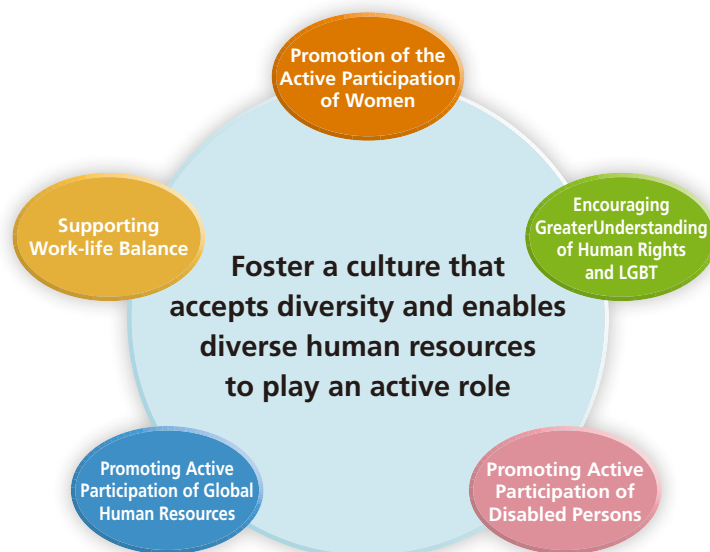 Promotion of the
Active Participation
of Women
Supporting
Work-life Balance
Encouraging
GreaterUnderstanding
of Human Rights
and LGBT
Foster a culture that
accepts diversity and enables
diverse human resources
to play an active role
Promoting Active
Participation of Global
Human Resources
Promoting Active
Participation of
Disabled Persons